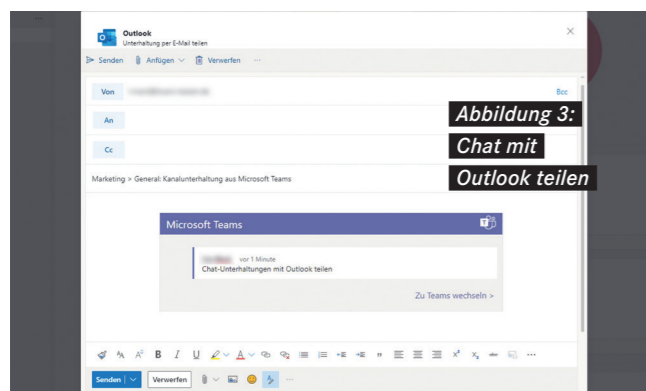 Outlook
Unterhaltung per E-Mail teilen
Senden Anfügen Verwerfen ...
Von Bcc
An
Cc
Abbildung 3:
Chat mit
Outlook teilen
Marketing > General: Kanalunterhaltung aus Microsoft Teams
Microsoft Teams
vor 1 Minute
Chat-Unterhaltungen mit Outlook teilen
Zu Teams wechseln >
Senden Verwerfen